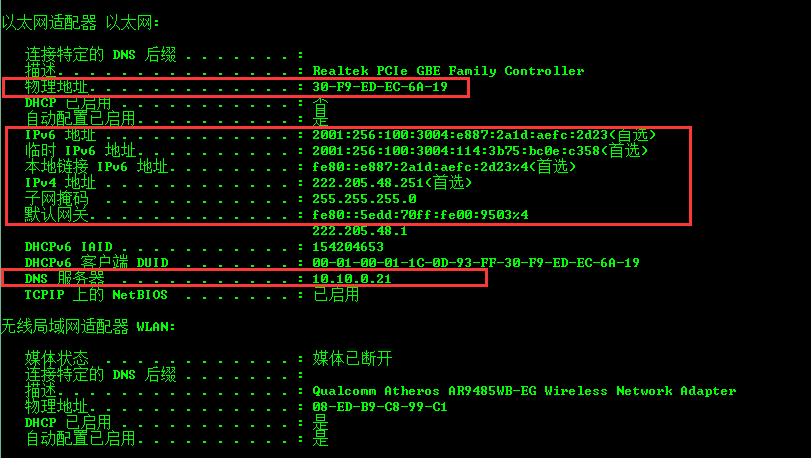 以太网适配器 以太网:
连接特定的 DNS 后缀 . . . . . . . :
描述. . . . . . . . . . . . . . . : Realtek PCIe GBE Family Controller
物理地址. . . . . . . . . . . . . : 30-F9-ED-EC-6A-19
DHCP 已启用 . . . . . . . . . . . : 否
自动配置已启用. . . . . . . . . . : 是
IPv6 地址 . . . . . . . . . . . . : 2001:256:100:3004:e887:2a1d:aefc:2d23<首选>
临时 IPv6 地址. . . . . . . . . . : 2001:256:100:3004:114:3b75:bc0e:c358<首选>
本地链接 IPv6 地址. . . . . . . . : fe80::e887:2a1d:aefc:2d23%4<首选>
IPv4 地址 . . . . . . . . . . . . : 222.205.48.251<首选>
子网掩码 . . . . . . . . . . . . : 255.255.255.0
默认网关. . . . . . . . . . . . . : fe80::5edd:70ff:fe00:9503%4
222.205.48.1
DHCPv6 IAID . . . . . . . . . . . : 154204653
DHCPv6 客户端 DUID . . . . . . . : 00-01-00-01-1C-0D-93-FF-30-F9-ED-EC-6A-19
DNS 服务器 . . . . . . . . . . . : 10.10.0.21
TCPIP 上的 NetBIOS . . . . . . . : 已启用
无线局域网适配器 WLAN:
媒体状态 . . . . . . . . . . . . : 媒体已断开
连接特定的 DNS 后缀 . . . . . . . :
描述. . . . . . . . . . . . . . . : Qualcomm Atheros AR9485WB-EG Wireless Network Adapter
物理地址. . . . . . . . . . . . . : 08-ED-B9-C8-99-C1
DHCP 已启用 . . . . . . . . . . . : 是
自动配置已启用. . . . . . . . . . : 是